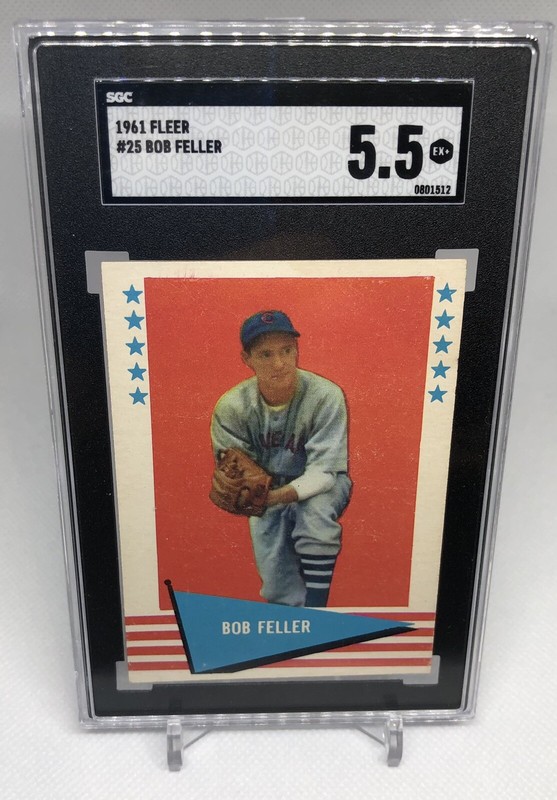 SGC
1961 FLEER
#25 BOB FELLER
5.5 EX+
0801512
C
BOB FELLER